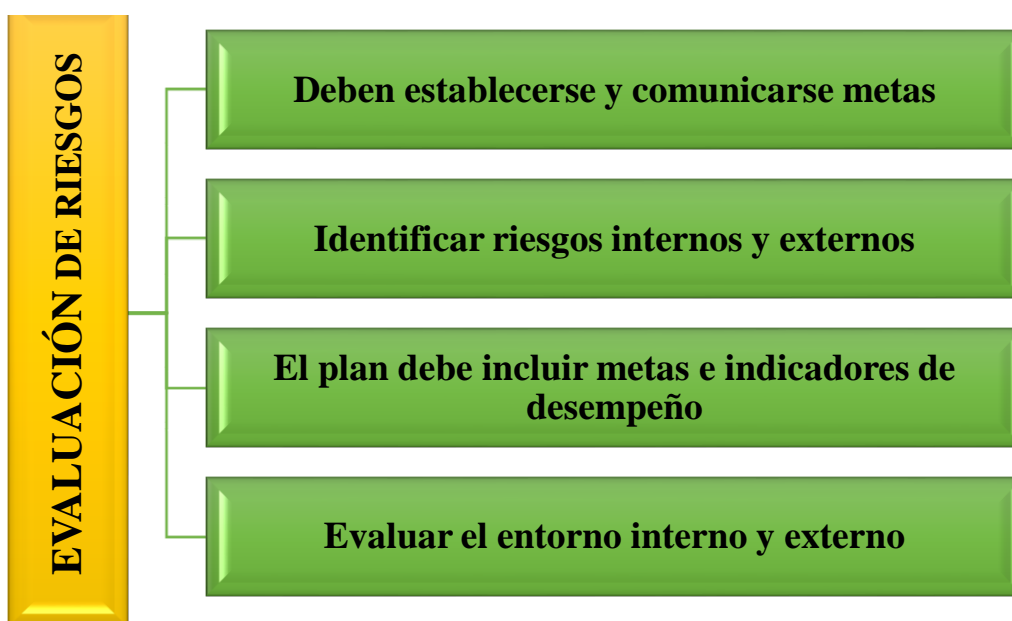 EVALUACIÓN DE RIESGOS
Deben establecerse y comunicarse metas
Identificar riesgos internos y externos
El plan debe incluir metas e indicadores de
desempeño
Evaluar el entorno interno y externo